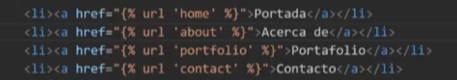 <li><a href="{% url 'home' %}">Portada</a></li>
<li><a href="{% url 'about' %}">Acerca de</a></li>
<li><a href="{% url 'portfolio' %}">Portafolio</a></li>
<li><a href="{% url 'contact' %}">Contacto</a></li>